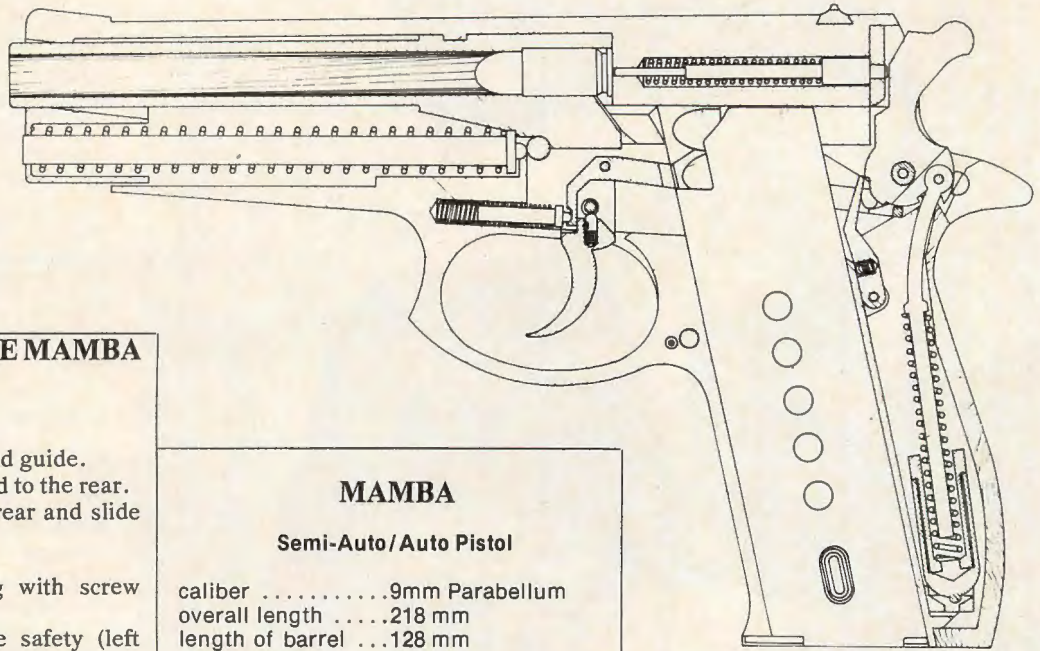 E MAMBA
d guide.
d to the rear.
rear and slide
g with screw
e safety (left
MAMBA
Semi-Auto/Auto Pistol
caliber ...........9mm Parabellum
overall length .....218 mm
length of barrel ...128 mm